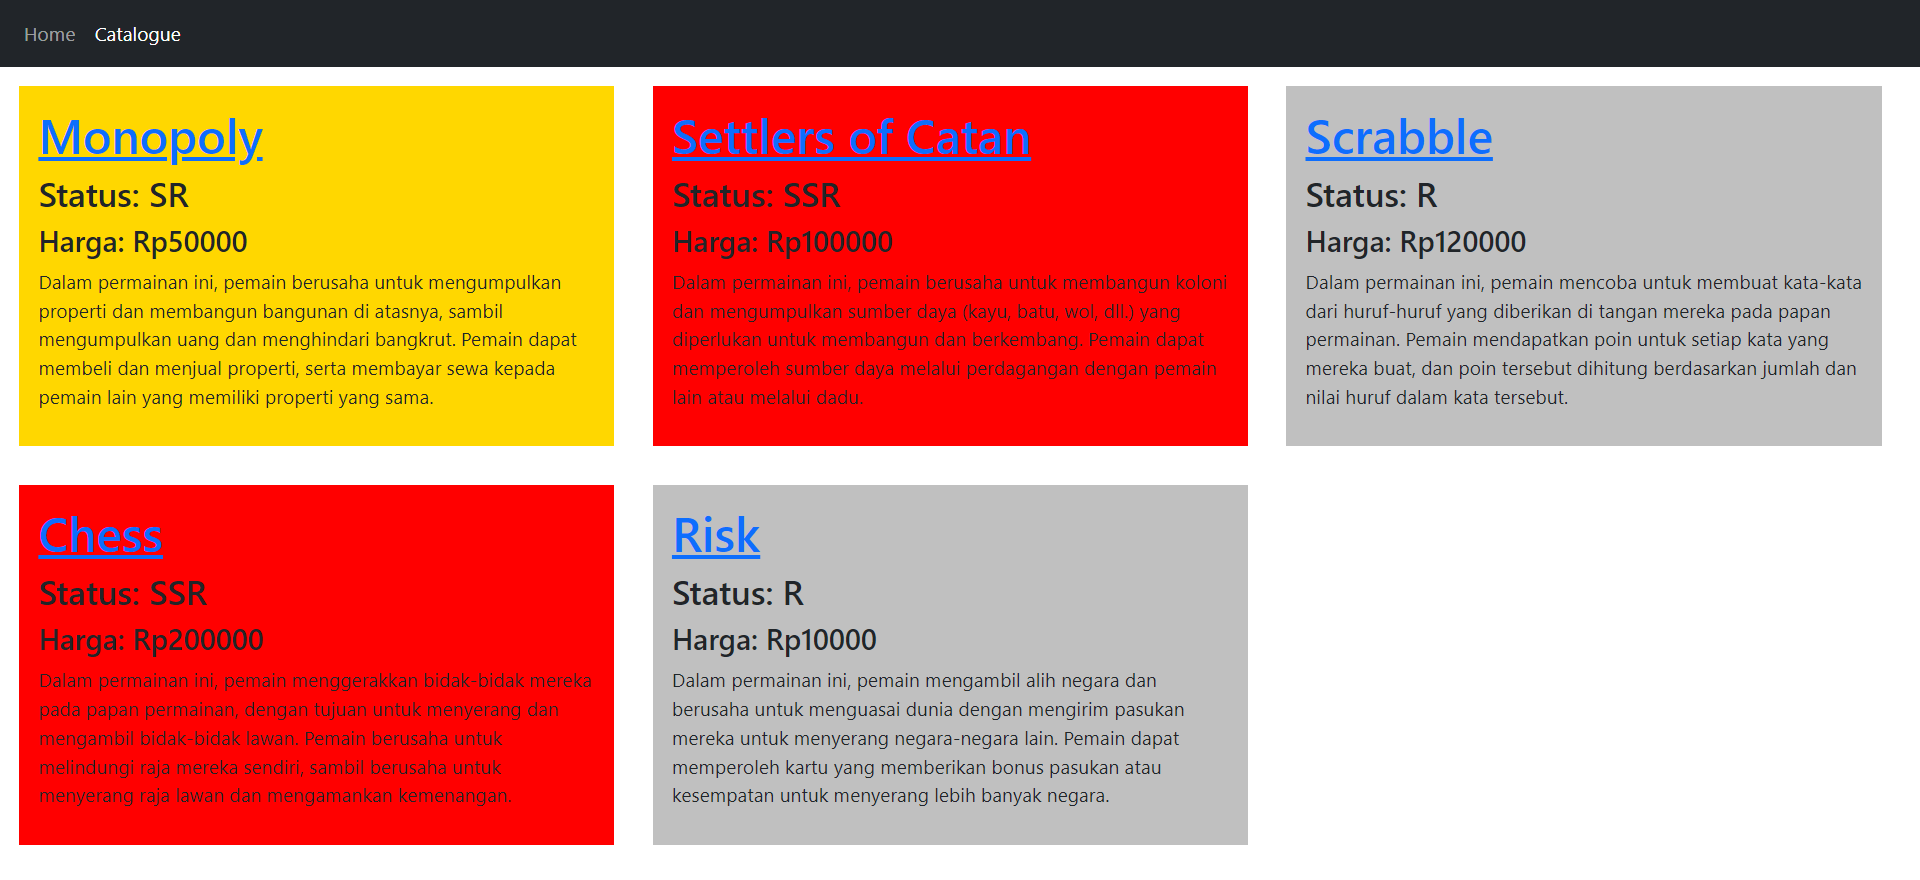 Home Catalogue
Monopoly
Status: SR
Harga: Rp50000
Dalam permainan ini, pemain berusaha untuk mengumpulkan
properti dan membangun bangunan di atasnya, sambil
mengumpulkan uang dan menghindari bangkrut. Pemain dapat
membeli dan menjual properti, serta membayar sewa kepada
pemain lain yang memiliki properti yang sama.
Settlers of Catan
Status: SSR
Harga: Rp100000
Dalam permainan ini, pemain berusaha untuk membangun koloni
dan mengumpulkan sumber daya (kayu, batu, wol, dll.) yang
diperlukan untuk membangun dan berkembang. Pemain dapat
memperoleh sumber daya melalui perdagangan dengan pemain
lain atau melalui dadu.
Scrabble
Status: R
Harga: Rp120000
Dalam permainan ini, pemain mencoba untuk membuat kata-kata
dari huruf-huruf yang diberikan di tangan mereka pada papan
permainan. Pemain mendapatkan poin untuk setiap kata yang
mereka buat, dan poin tersebut dihitung berdasarkan jumlah dan
nilai huruf dalam kata tersebut.
Chess
Status: SSR
Harga: Rp200000
Dalam permainan ini, pemain menggerakkan bidak-bidak mereka
pada papan permainan, dengan tujuan untuk menyerang dan
mengambil bidak-bidak lawan. Pemain berusaha untuk
melindungi raja mereka sendiri, sambil berusaha untuk
menyerang raja lawan dan mengamankan kemenangan.
Risk
Status: R
Harga: Rp10000
Dalam permainan ini, pemain mengambil alih negara dan
berusaha untuk menguasai dunia dengan mengirim pasukan
mereka untuk menyerang negara-negara lain. Pemain dapat
memperoleh kartu yang memberikan bonus pasukan atau
kesempatan untuk menyerang lebih banyak negara.